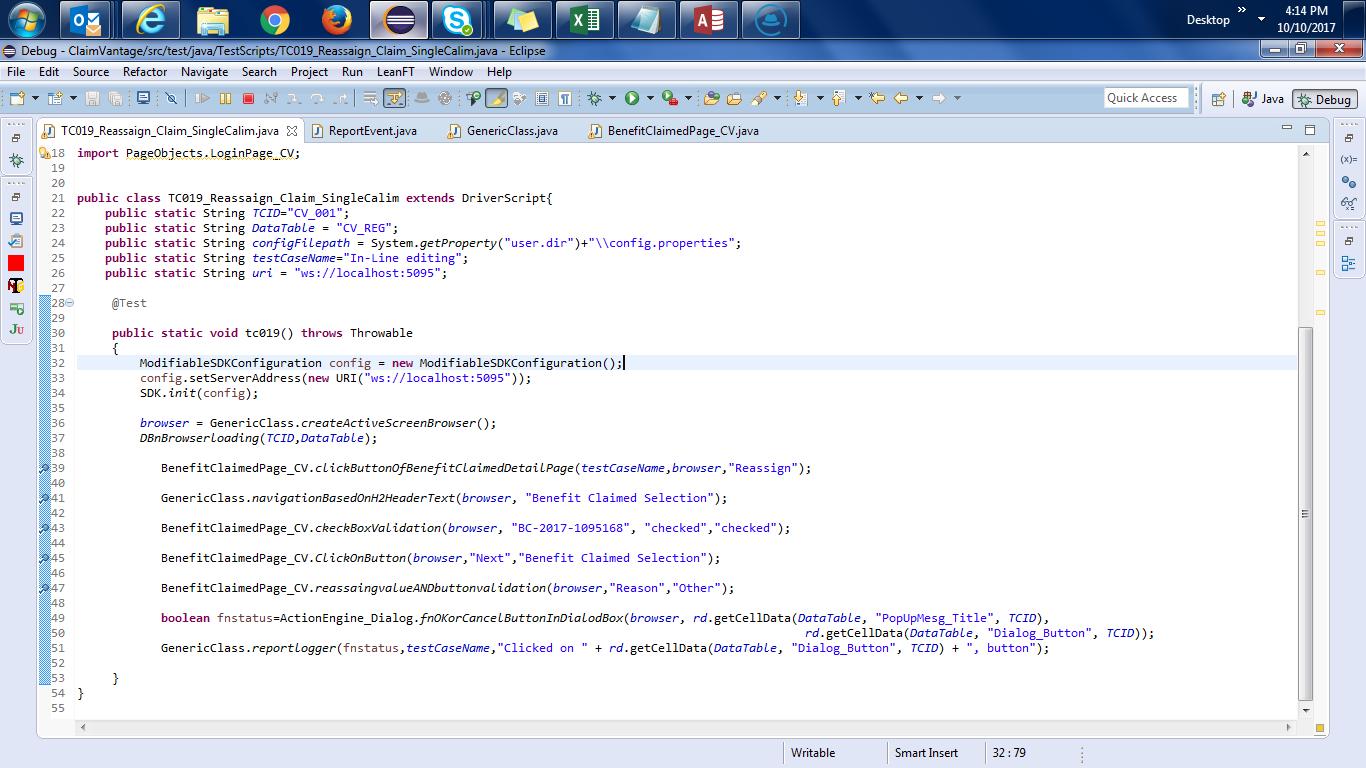 Desktop
»
4:14 PM
10/10/2017
Debug - ClaimVantage/src/test/java/TestScripts/TC019_Reassaign_Claim_SingleCalim.java - Eclipse
File Edit Source Refactor Navigate Search Project Run LeanFT Window Help
Quick Access Java Debug
TC019_Reassaign_Claim_SingleCalim.java ReportEvent.java GenericClass.java BenefitClaimedPage_CV.java
18 import PageObjects.LoginPage_CV;
19
20
21 public class TC019_Reassaign_Claim_SingleCalim extends DriverScript{
22 public static String TCID="CV_001";
23 public static String DataTable = "CV_REG";
24 public static String configFilepath = System.getProperty("user.dir")+"\\config.properties";
25 public static String testCaseName="In-Line editing";
26 public static String uri = "ws://localhost:5095";
27
28 @Test
29
30 public static void tc019() throws Throwable
31 {
32 ModifiableSDKConfiguration config = new ModifiableSDKConfiguration();
33 config.setServerAddress(new URI("ws://localhost:5095"));
34 SDK.init(config);
35
36 browser = GenericClass.createActiveScreenBrowser();
37 DBnBrowserloading(TCID,DataTable);
38
39 BenefitClaimedPage_CV.clickButtonOfBenefitClaimedDetailPage(testCaseName,browser,"Reassign");
40
41 GenericClass.navigationBasedOnH2HeaderText(browser, "Benefit Claimed Selection");
42
43 BenefitClaimedPage_CV.ckeckBoxValidation(browser, "BC-2017-1095168", "checked","checked");
44
45 BenefitClaimedPage_CV.ClickOnButton(browser,"Next","Benefit Claimed Selection");
46
47 BenefitClaimedPage_CV.reassaingvalueANDbuttonvalidation(browser,"Reason","Other");
48
49 boolean fnstatus=ActionEngine_Dialog.fnOKorCancelButtonInDialodBox(browser, rd.getCellData(DataTable, "PopUpMesg_Title", TCID),
50 rd.getCellData(DataTable, "Dialog_Button", TCID));
51 GenericClass.reportlogger(fnstatus,testCaseName,"Clicked on " + rd.getCellData(DataTable, "Dialog_Button", TCID) + ", button");
52
53 }
54 }
55
Writable Smart Insert 32 : 79